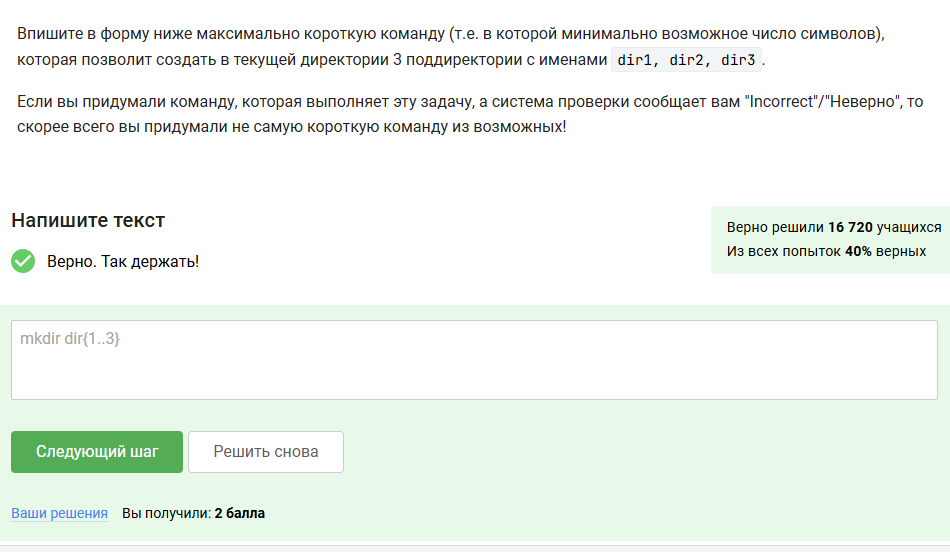 Впишите в форму ниже максимально короткую команду (т.е. в которой минимально возможное число символов),
которая позволит создать в текущей директории 3 поддиректории с именами dir1, dir2, dir3.
Если вы придумали команду, которая выполняет эту задачу, а система проверки сообщает вам "Incorrect"/"Неверно", то
скорее всего вы придумали не самую короткую команду из возможных!
Напишите текст
Верно решили 16 720 учащихся
Из всех попыток 40% верных
Верно. Так держать!
mkdir dir{1..3}
Следующий шаг
Решить снова
Ваши решения Вы получили: 2 балла